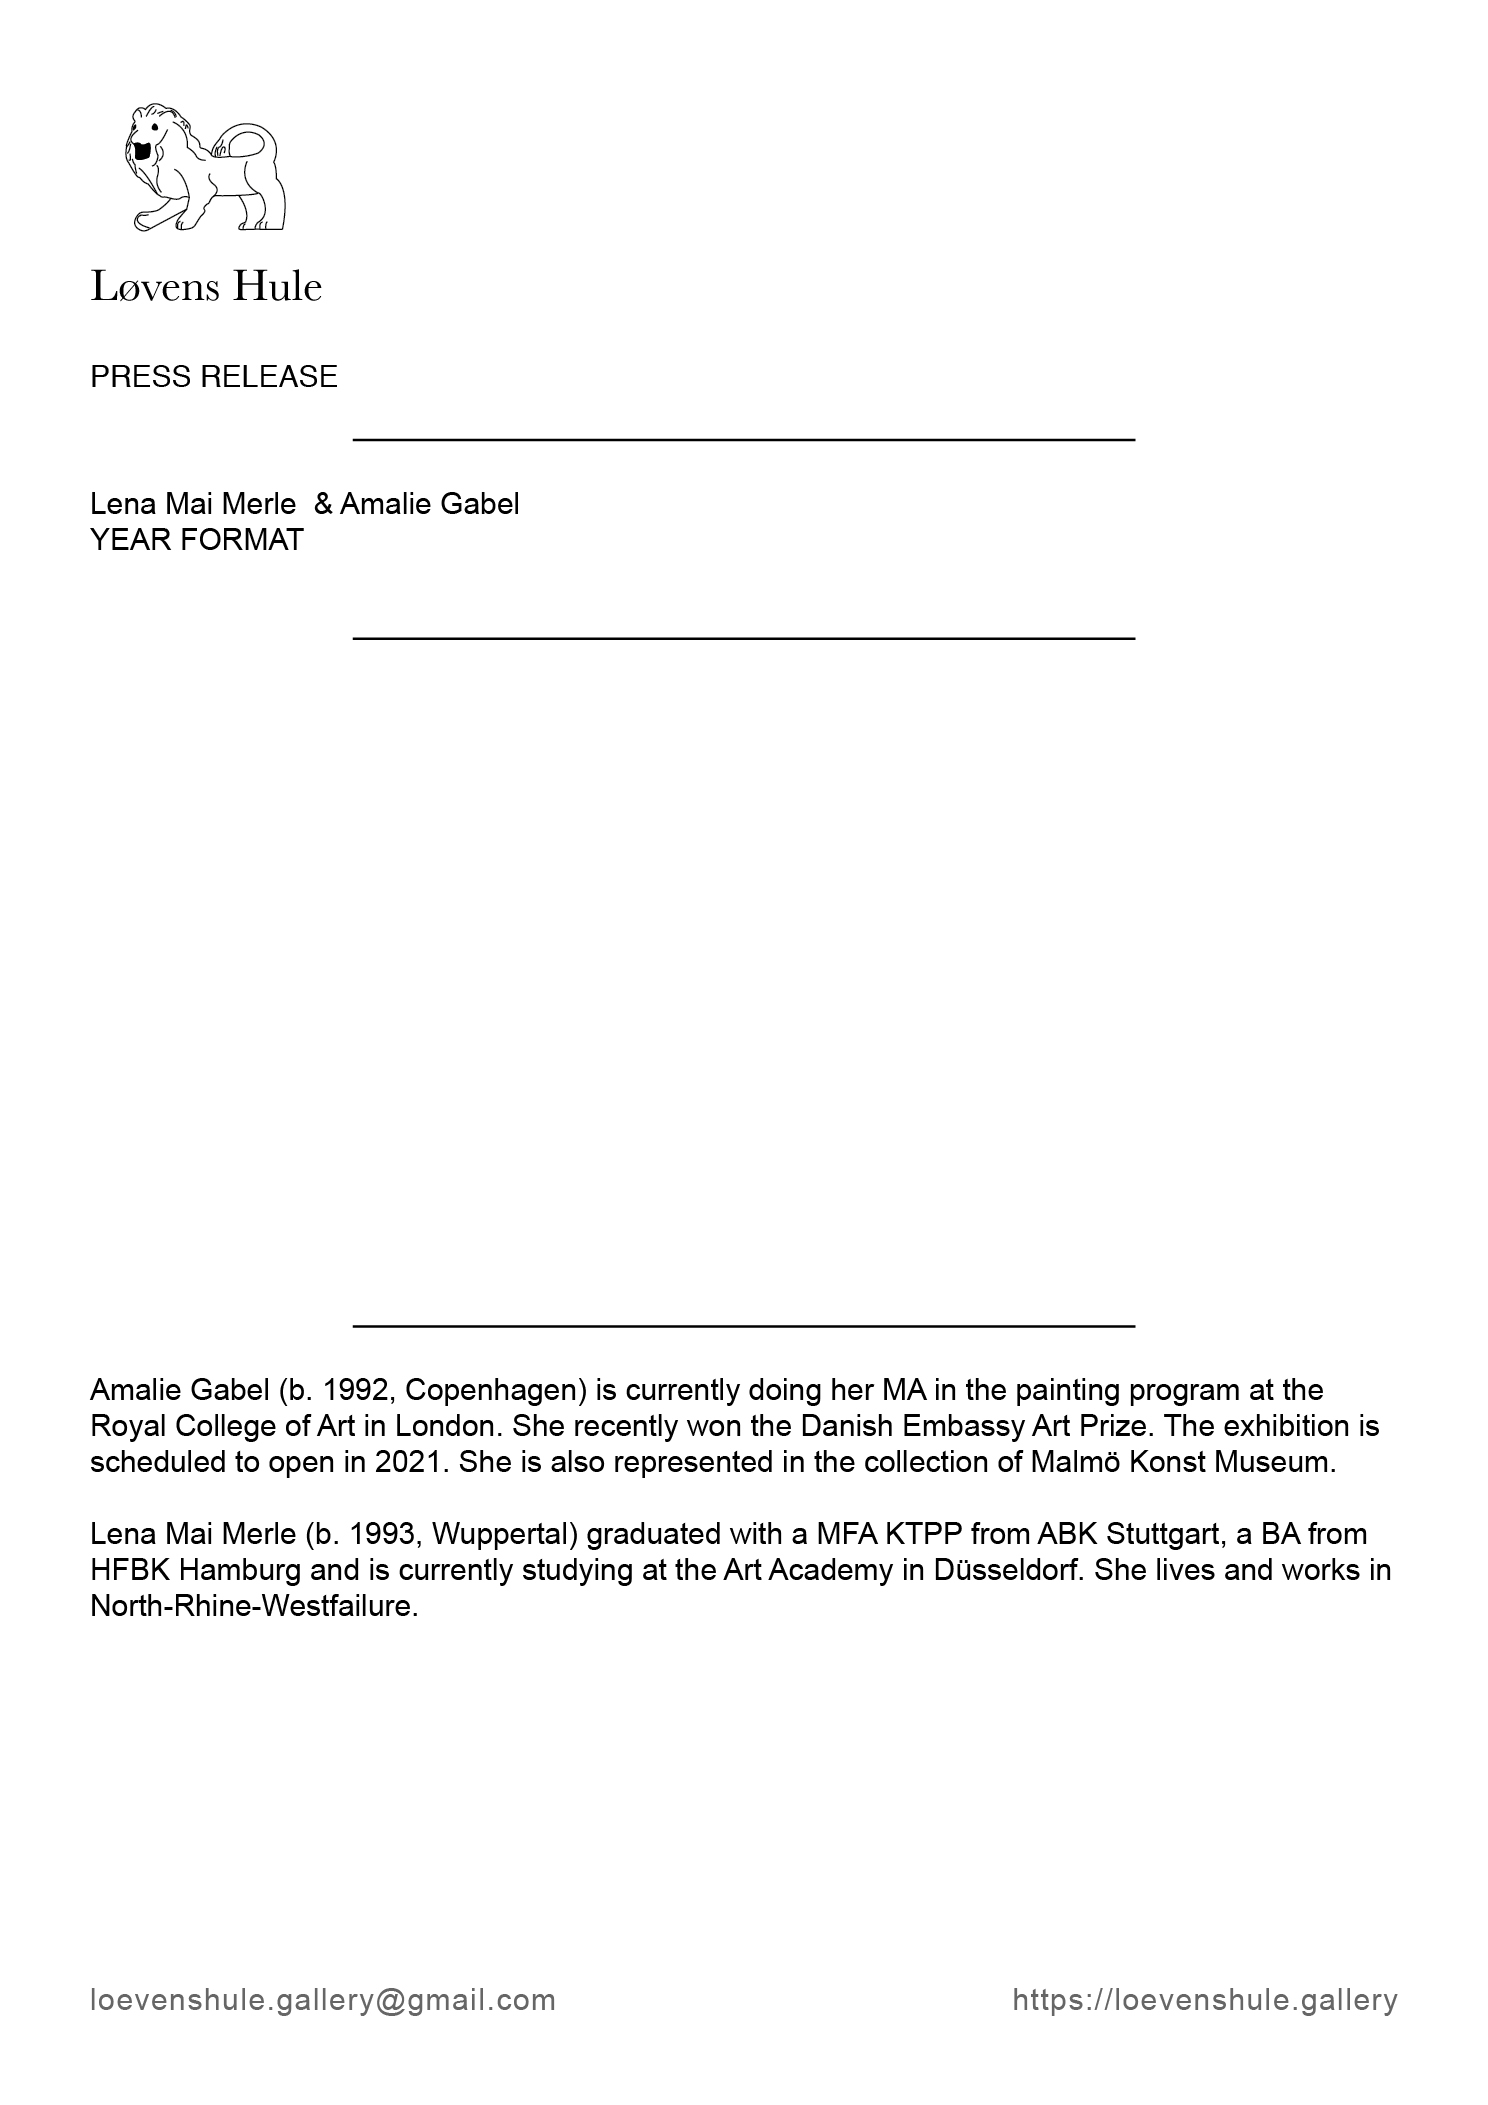 Løvens Hule
PRESS RELEASE
Lena Mai Merle  & Amalie Gabel
YEAR FORMAT
Amalie Gabel (b. 1992, Copenhagen) is currently doing her MA in the painting program at the
Royal College of Art in London. She recently won the Danish Embassy Art Prize. The exhibition is
scheduled to open in 2021. She is also represented in the collection of Malmö Konst Museum.
Lena Mai Merle (b. 1993, Wuppertal) graduated with a MFA KTPP from ABK Stuttgart, a BA from
HFBK Hamburg and is currently studying at the Art Academy in Düsseldorf. She lives and works in
North-Rhine-Westfailure.
loevenshule.gallery@gmail.com
https://loevenshule.gallery